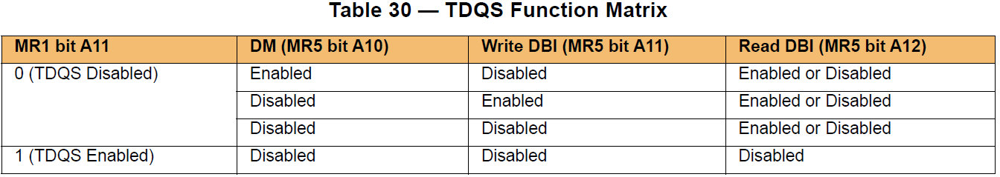 Table 30 — TDQS Function Matrix
MR1 bit A11 DM (MR5 bit A10) Write DBI (MR5 bit A11) Read DBI (MR5 bit A12)
0 (TDQS Disabled) Enabled Disabled Enabled or Disabled
Disabled Enabled Enabled or Disabled
Disabled Disabled Enabled or Disabled
1 (TDQS Enabled) Disabled Disabled Disabled